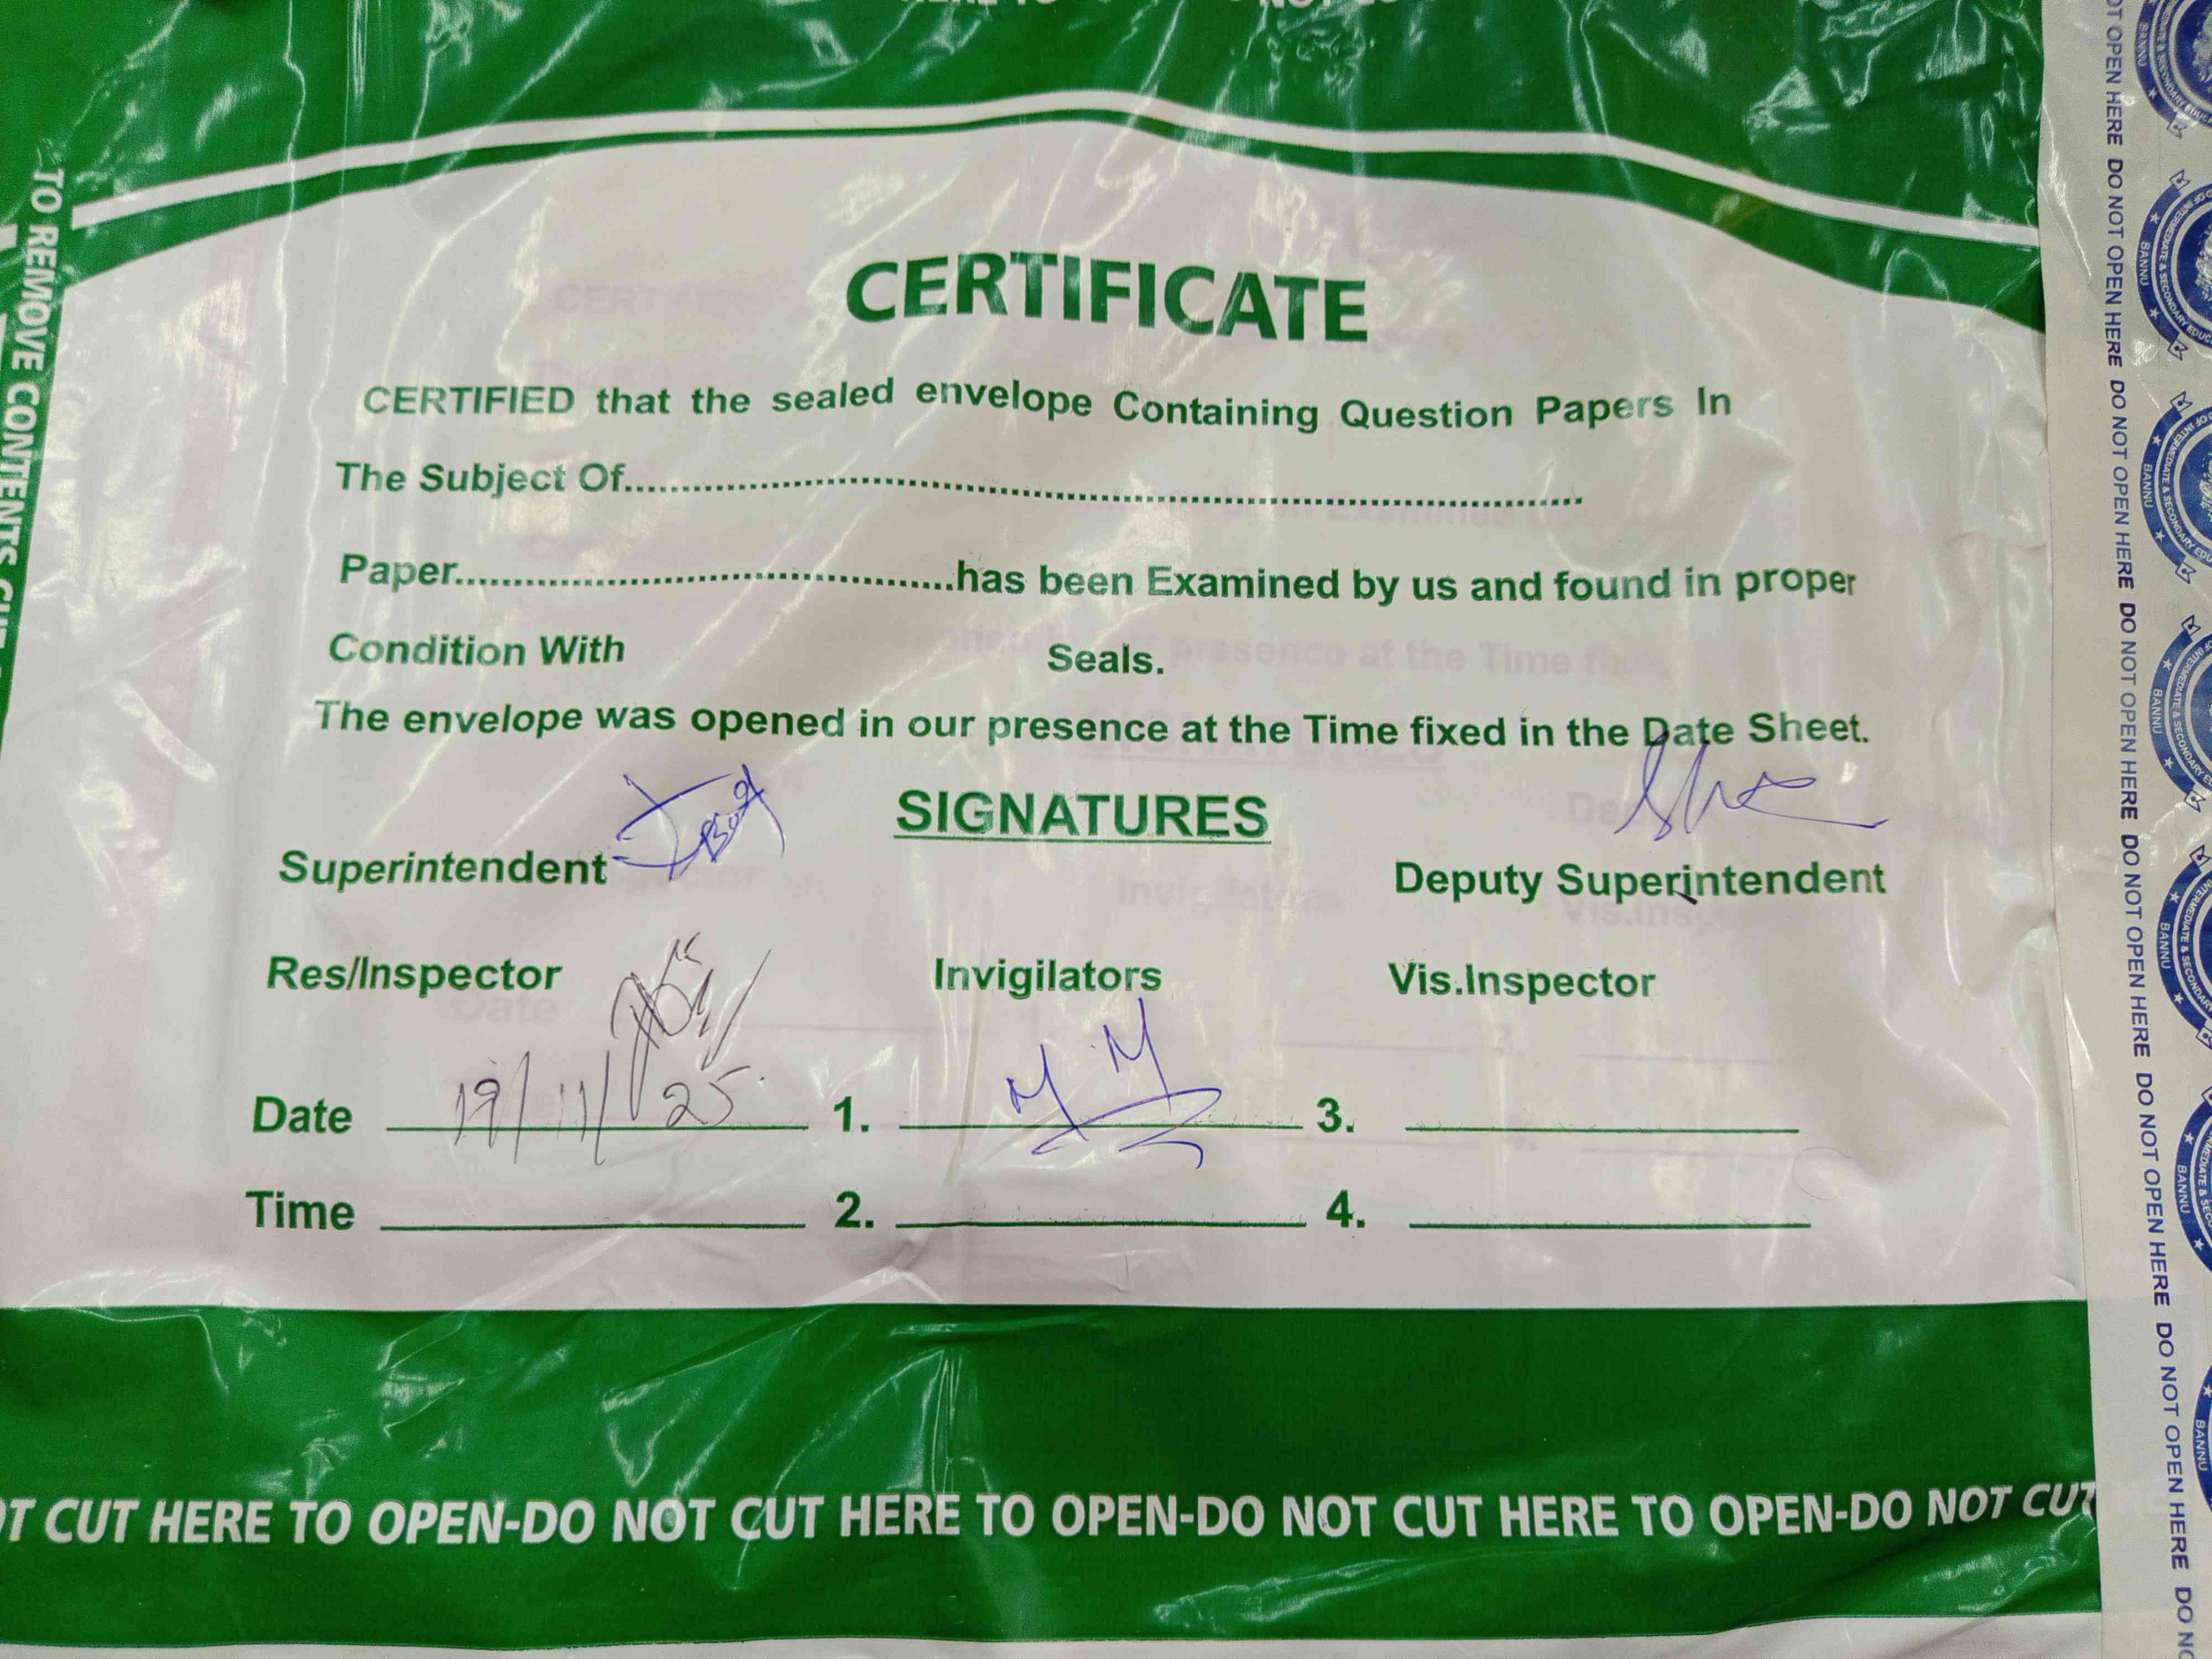 TO REMOVE CONTENTS
CERTIFICATE
CERTIFIED that the sealed envelope Containing Question Papers In
The Subject Of
Paper has been Examined by us and found in proper
Condition With Seals.
The envelope was opened in our presence at the Time fixed in the Date Sheet.
SIGNATURES
Superintendent Deputy Superintendent
Res/Inspector Invigilators Vis.Inspector
Date 19/11/25. 1. 3.
Time 2. 4.
CUT HERE TO OPEN-DO NOT CUT HERE TO OPEN-DO NOT CUT HERE TO OPEN-DO NOT CUT
DO NOT OPEN HERE DO NOT OPEN HERE DO NOT OPEN HERE DO NOT OPEN HERE DO NOT OPEN HERE DO NOT OPEN HERE DO NOT OPEN HERE
INTERMEDIATE & SECONDARY
BANNU